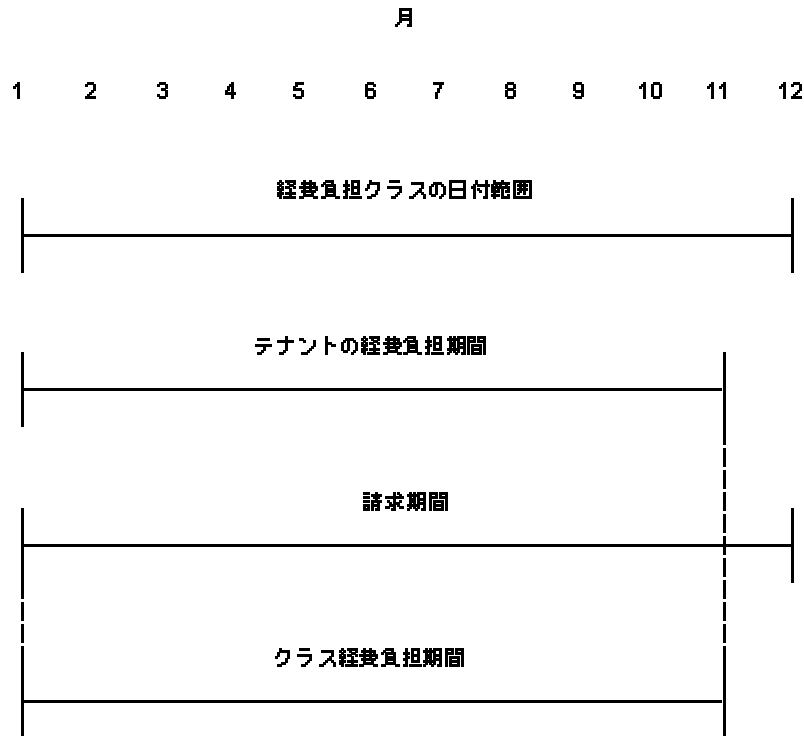 月
1 2 3 4 5 6 7 8 9 10 11 12
経費負担クラスの日付範囲
テナントの経費負担期間
請求期間
クラス経費負担期間